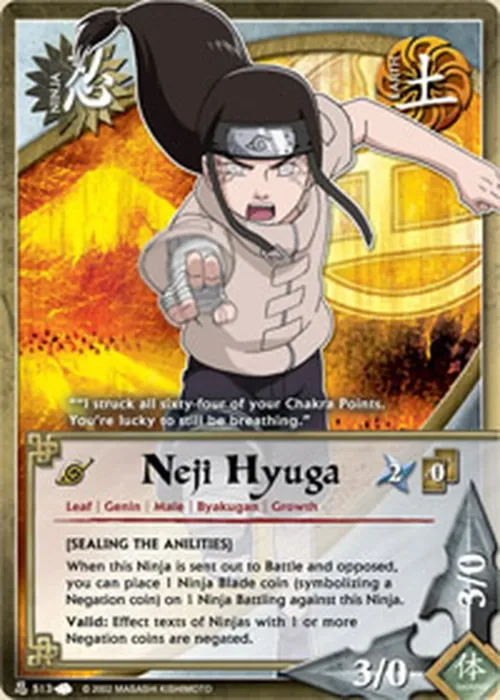 NINJA
忍
EARTH
土
""I struck all sixty-four of your Chakra Points.
You're lucky to still be breathing."
Neji Hyuga
2
0
Leaf | Genin | Male | Byakugan | Growth
[SEALING THE ANILITIES]
When this Ninja is sent out to Battle and opposed,
you can place 1 Ninja Blade coin (symbolizing a
Negation coin) on 1 Ninja Battling against this Ninja.
Valid: Effect texts of Ninjas with 1 or more
Negation coins are negated.
3/0
3/0
体
513
© 2002 MASASHI KISHIMOTO